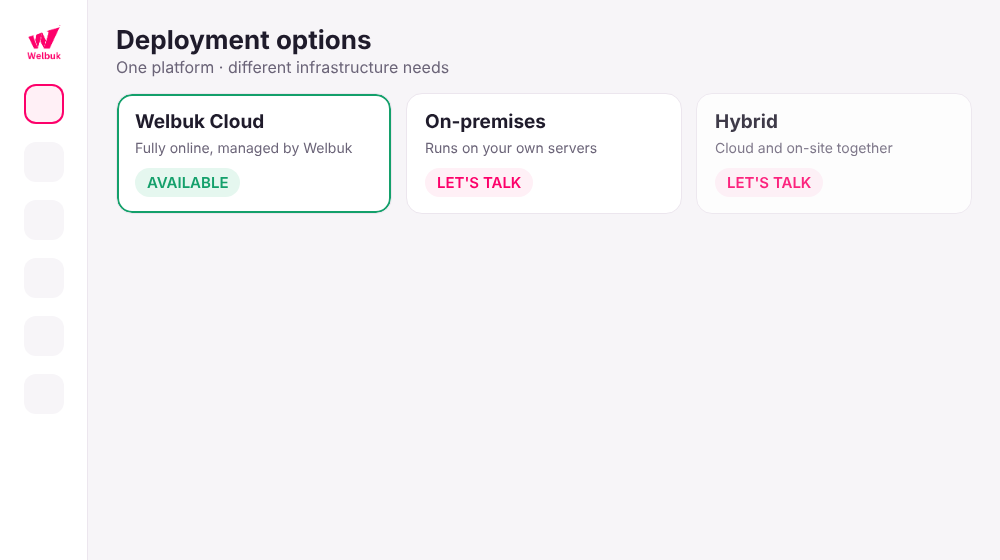 Welbuk
Deployment options
One platform · different infrastructure needs
Welbuk Cloud
Fully online, managed by Welbuk
AVAILABLE
On-premises
Runs on your own servers
LET'S TALK
Hybrid
Cloud and on-site together
LET'S TALK